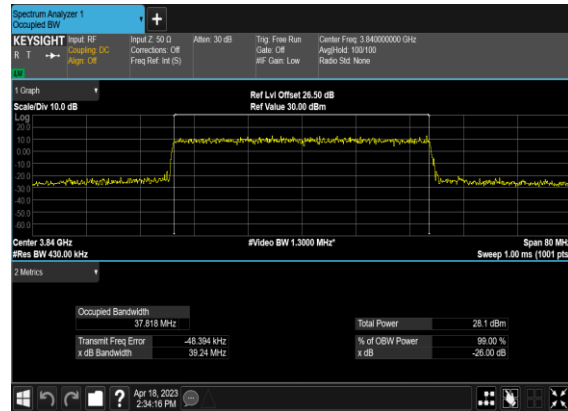 Spectrum Analyzer 1
Occupied BW
+
KEYSIGHT Input: RF Input Z: 50 Ω Atten: 30 dB Trig: Free Run Center Freq: 3.840000000 GHz
R T Coupling: DC Corrections: Off Gate: Off Avg|Hold: 100/100
Align: Off Freq Ref: Int (S) #IF Gain: Low Radio Std: None
LW
1 Graph
Ref Lvl Offset 26.50 dB
Scale/Div 10.0 dB Ref Value 30.00 dBm
Log
20.0
10.0
0.00
-10.0
-20.0
-30.0
-40.0
-50.0
-60.0
Center 3.84 GHz #Video BW 1.3000 MHz* Span 80 MHz
#Res BW 430.00 kHz Sweep 1.00 ms (1001 pts
2 Metrics
Occupied Bandwidth
37.818 MHz Total Power 28.1 dBm
Transmit Freq Error -48.394 kHz % of OBW Power 99.00 %
x dB Bandwidth 39.24 MHz x dB -26.00 dB
? Apr 18, 2023
2:34:16 PM